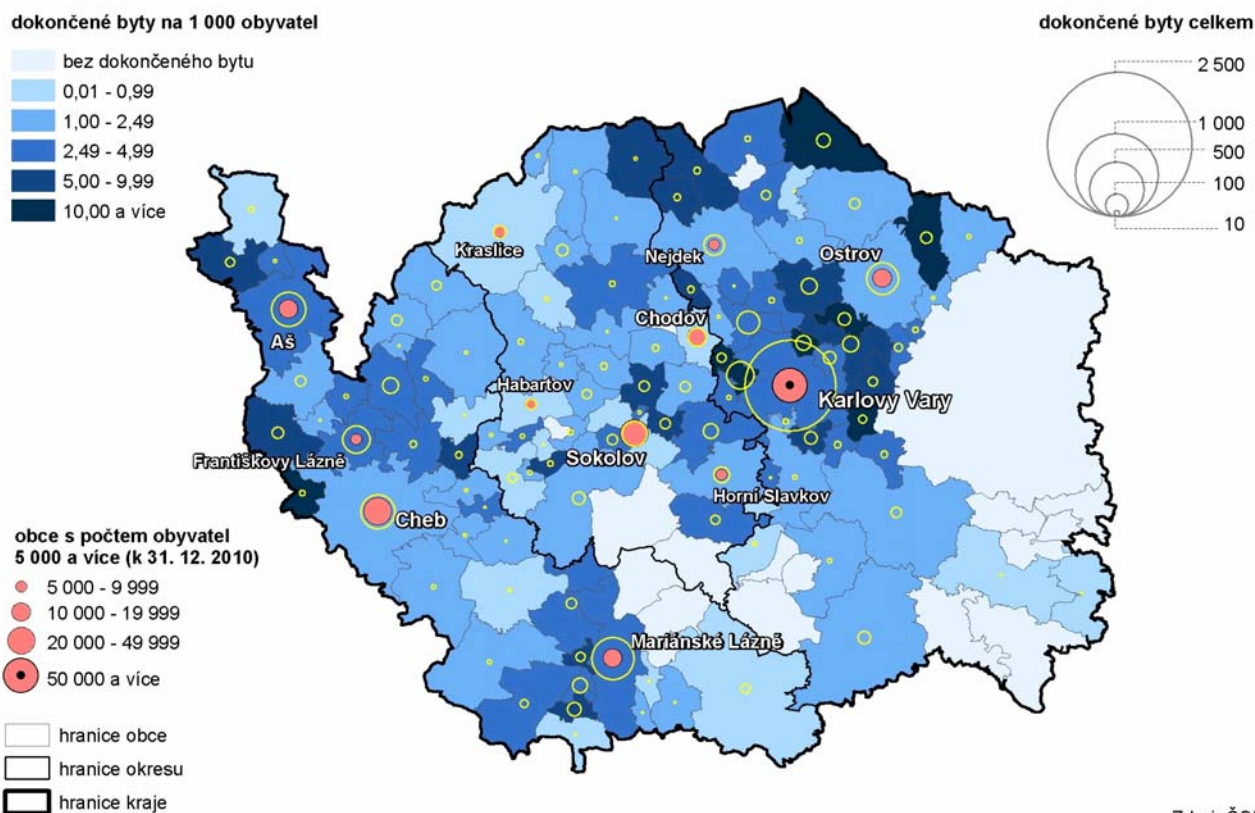 dokončené byty na 1 000 obyvatel
bez dokončeného bytu
0,01 - 0,99
1,00 - 2,49
2,49 - 4,99
5,00 - 9,99
10,00 a více
dokončené byty celkem
2 500
1 000
500
100
10
Kraslice
Nejdek
Ostrov
Aš
Chodov
Habartov
Karlovy Vary
Františkovy Lázně
Sokolov
Horní Slavkov
Cheb
Mariánské Lázně
obce s počtem obyvatel
5 000 a více (k 31. 12. 2010)
5 000 - 9 999
10 000 - 19 999
20 000 - 49 999
50 000 a více
hranice obce
hranice okresu
hranice kraje